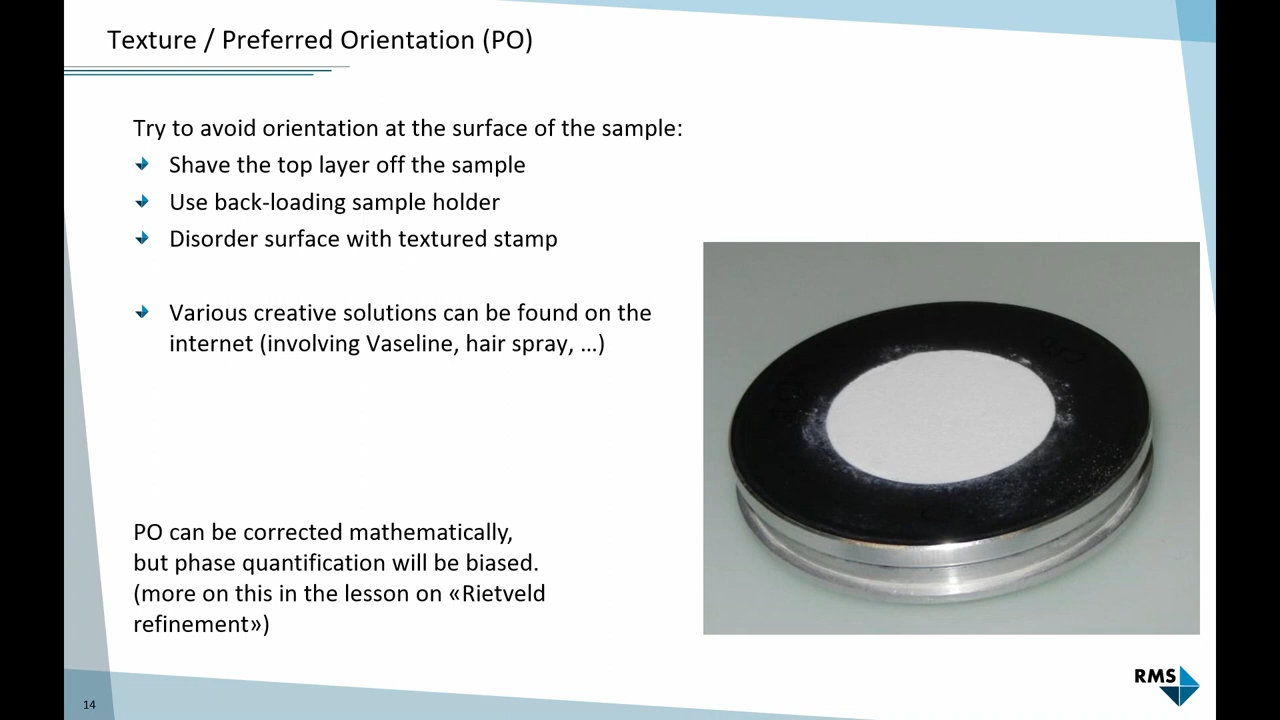 Texture / Preferred Orientation (PO)
Try to avoid orientation at the surface of the sample:
Shave the top layer off the sample
Use back-loading sample holder
Disorder surface with textured stamp
Various creative solutions can be found on the
internet (involving Vaseline, hair spray, ...)
PO can be corrected mathematically,
but phase quantification will be biased.
(more on this in the lesson on «Rietveld
refinement»)
RMS
14